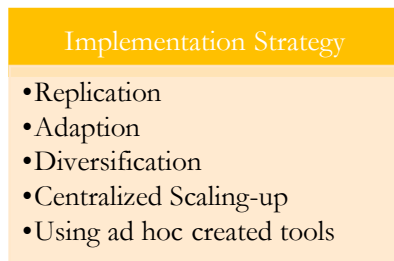 Implementation Strategy
•Replication
•Adaption
•Diversification
•Centralized Scaling-up
•Using ad hoc created tools